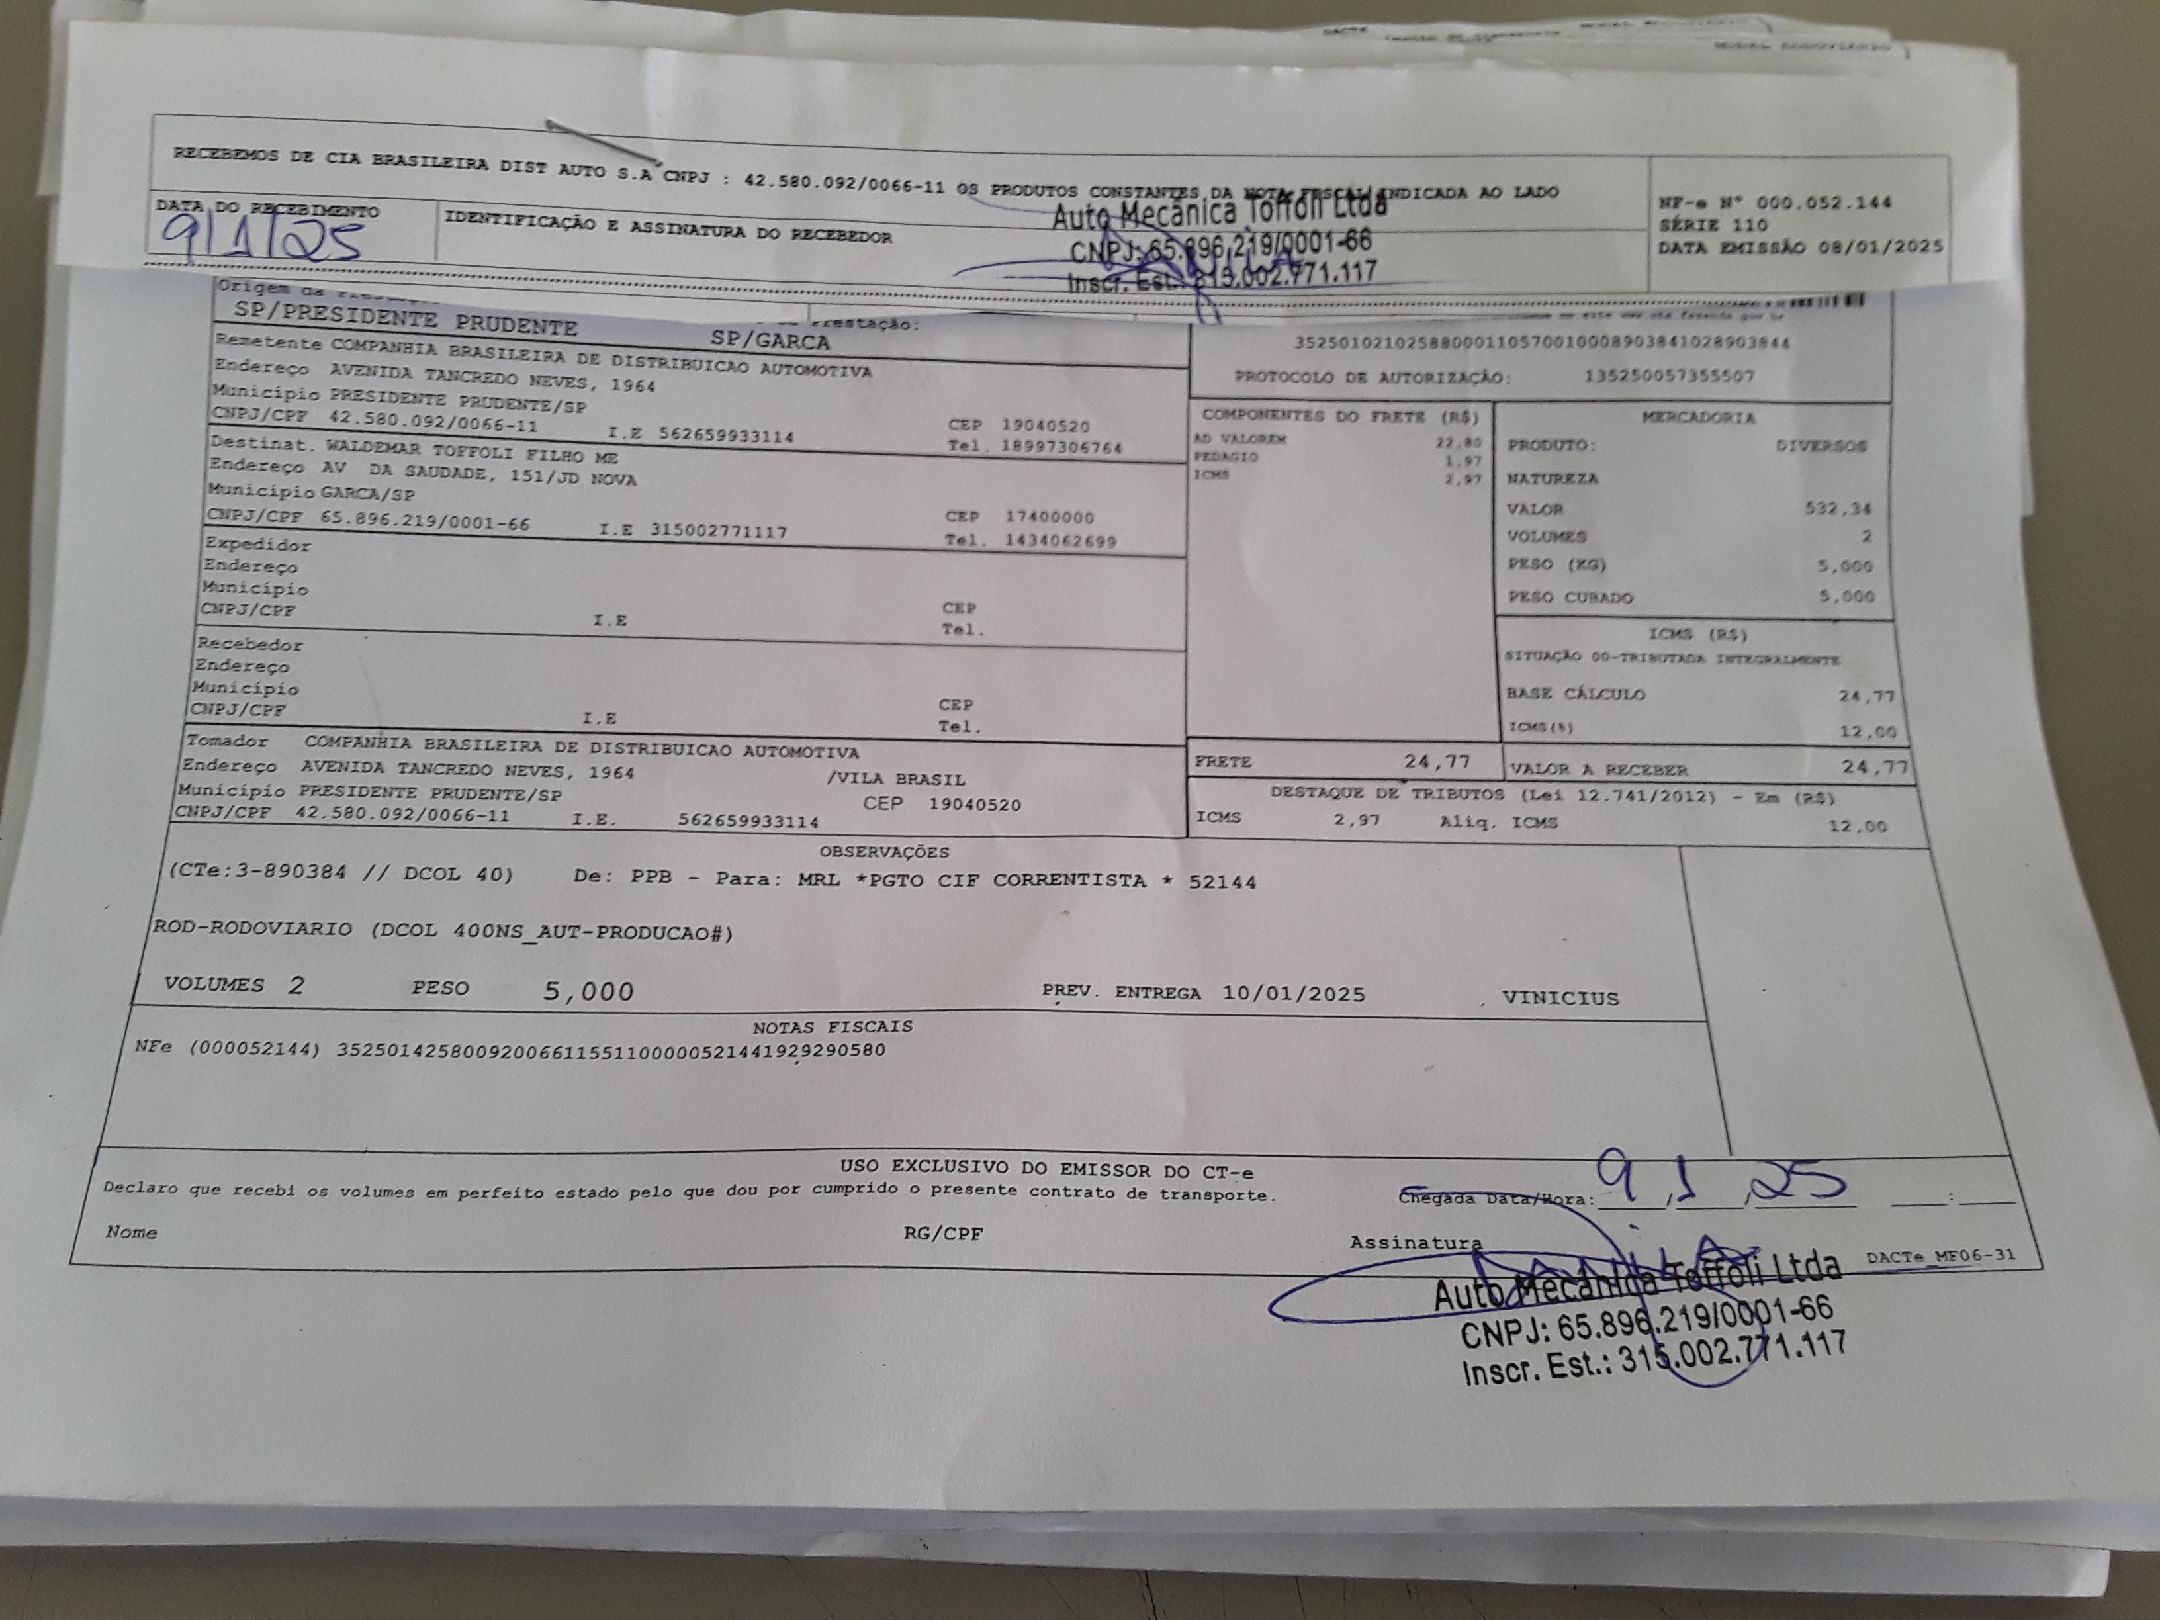 DACTE
MODAL RODOVIARIO
RECEBEMOS DE CIA BRASILEIRA DIST AUTO S.A CNPJ : 42.580.092/0066-11 OS PRODUTOS CONSTANTES DA NOTA FISCAL INDICADA AO LADO
NF-e N° 000.052.144
SÉRIE 110
DATA EMISSÃO 08/01/2025
DATA DO RECEBIMENTO
9/1/25
IDENTIFICAÇÃO E ASSINATURA DO RECEBEDOR
Auto Mecânica Toffoli Ltda
CNPJ: 65.896.219/0001-66
Inscr. Est.: 315.002.771.117
Origem da
Prestação:
SP/PRESIDENTE PRUDENTE SP/GARCA
35250102102588000110570010008903841028903844
PROTOCOLO DE AUTORIZAÇÃO: 135250057355507
Remetente COMPANHIA BRASILEIRA DE DISTRIBUICAO AUTOMOTIVA
Endereço AVENIDA TANCREDO NEVES, 1964
Município PRESIDENTE PRUDENTE/SP CEP 19040520
CNPJ/CPF 42.580.092/0066-11 I.E 562659933114 Tel. 18997306764
Destinat. WALDEMAR TOFFOLI FILHO ME
Endereço AV DA SAUDADE, 151/JD NOVA
Município GARCA/SP CEP 17400000
CNPJ/CPF 65.896.219/0001-66 I.E 315002771117 Tel. 1434062699
Expedidor
Endereço
Município CEP
CNPJ/CPF I.E Tel.
Recebedor
Endereço
Município CEP
CNPJ/CPF I.E Tel.
Tomador COMPANHIA BRASILEIRA DE DISTRIBUICAO AUTOMOTIVA
Endereço AVENIDA TANCREDO NEVES, 1964 /VILA BRASIL
Município PRESIDENTE PRUDENTE/SP CEP 19040520
CNPJ/CPF 42.580.092/0066-11 I.E. 562659933114
COMPONENTES DO FRETE (R$)
AD VALOREM 22,80
PEDAGIO 1,97
ICMS 2,97
MERCADORIA
PRODUTO: DIVERSOS
NATUREZA
VALOR 532,34
VOLUMES 2
PESO (KG) 5,000
PESO CUBADO 5,000
ICMS (R$)
SITUAÇÃO 00-TRIBUTADA INTEGRALMENTE
BASE CÁLCULO 24,77
ICMS(%) 12,00
FRETE 24,77 VALOR A RECEBER 24,77
DESTAQUE DE TRIBUTOS (Lei 12.741/2012) - Em (R$)
ICMS 2,97 Aliq. ICMS 12,00
OBSERVAÇÕES
(CTe:3-890384 // DCOL 40) De: PPB - Para: MRL *PGTO CIF CORRENTISTA * 52144
ROD-RODOVIARIO (DCOL 400NS_AUT-PRODUCAO#)
VOLUMES 2 PESO 5,000 PREV. ENTREGA 10/01/2025 VINICIUS
NOTAS FISCAIS
NFe (000052144) 35250142580092006611551100000521441929290580
USO EXCLUSIVO DO EMISSOR DO CT-e
Declaro que recebi os volumes em perfeito estado pelo que dou por cumprido o presente contrato de transporte.
Chegada Data/Hora: 9 / 1 / 25 :
Nome RG/CPF Assinatura
DACTe_MF06-31
Auto Mecânica Toffoli Ltda
CNPJ: 65.896.219/0001-66
Inscr. Est.: 315.002.771.117